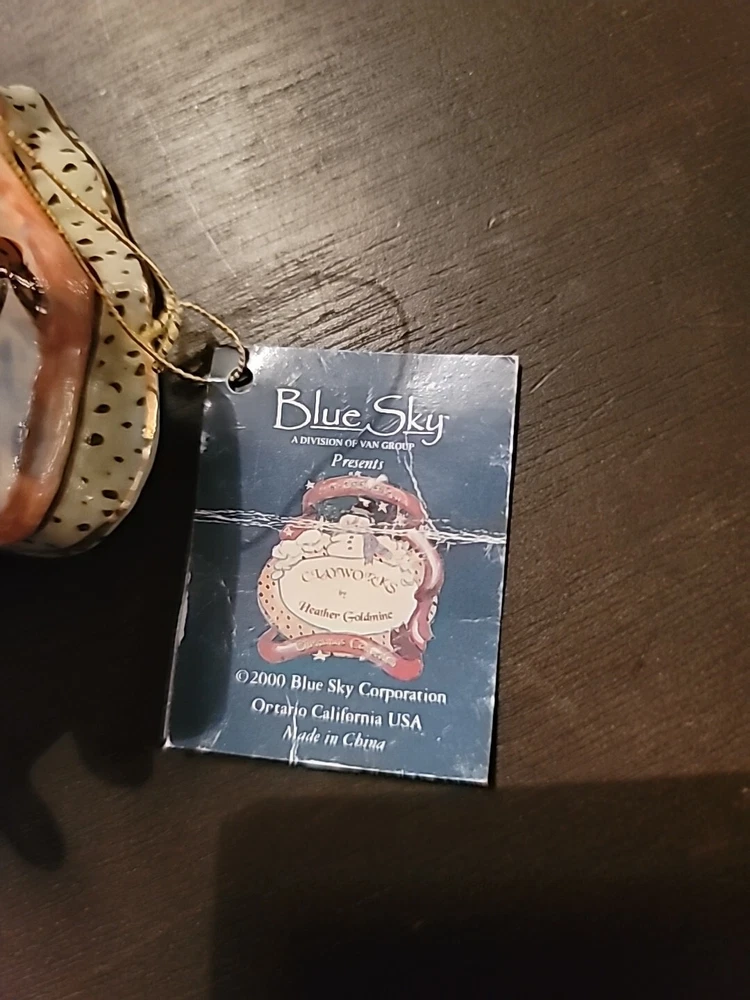 Blue Sky
A DIVISION OF VAN GROUP
Presents
CLAYWORKS
by
Heather Goldminc
©2000 Blue Sky Corporation
Ontario California USA
Made in China